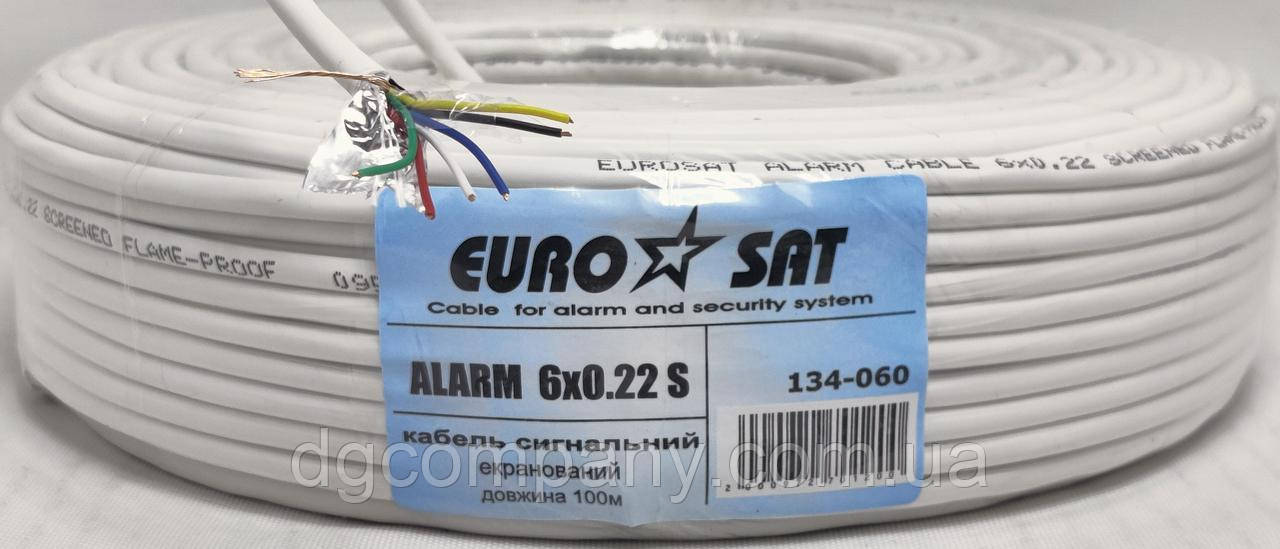 EUROSAT ALARM CABLE 6x0.22 SCREENED FLAME-PROOF
SCREENED FLAME-PROOF
EURO SAT
Cable for alarm and security system
ALARM 6x0.22 S
134-060
кабель сигнальний
екранований
довжина 100м
dgcompany.com.ua